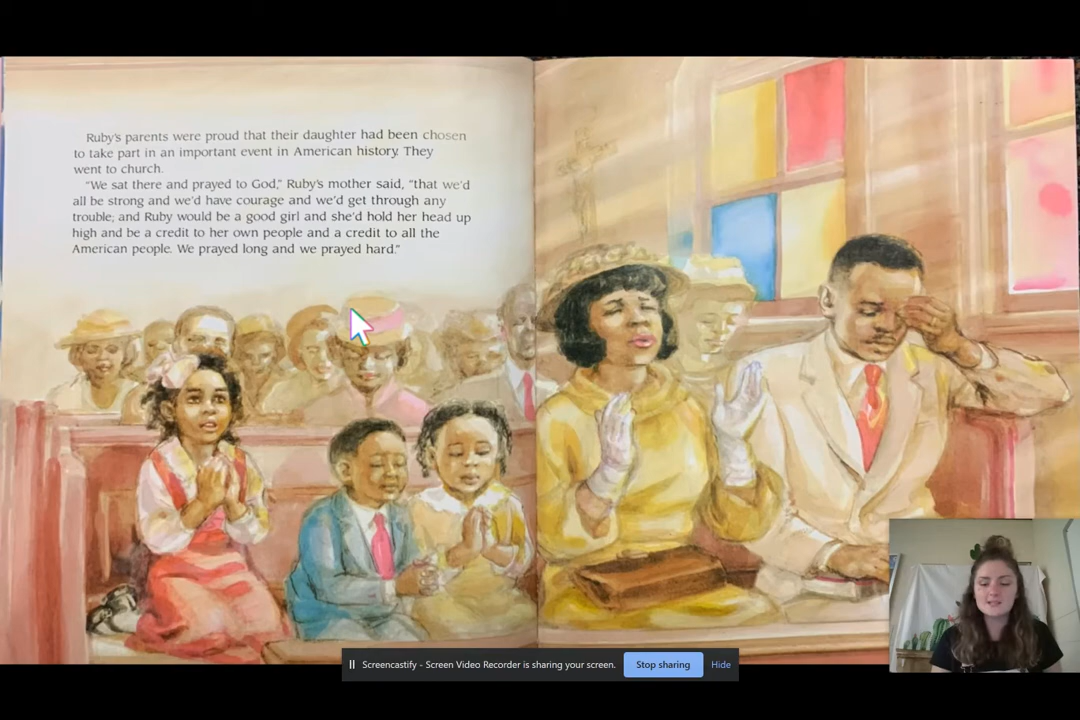 Ruby's parents were proud that their daughter had been chosen
to take part in an important event in American history. They
went to church.
"We sat there and prayed to God," Ruby's mother said, "that we'd
all be strong and we'd have courage and we'd get through any
trouble; and Ruby would be a good girl and she'd hold her head up
high and be a credit to her own people and a credit to all the
American people. We prayed long and we prayed hard."
Screencastify - Screen Video Recorder is sharing your screen.
Stop sharing
Hide